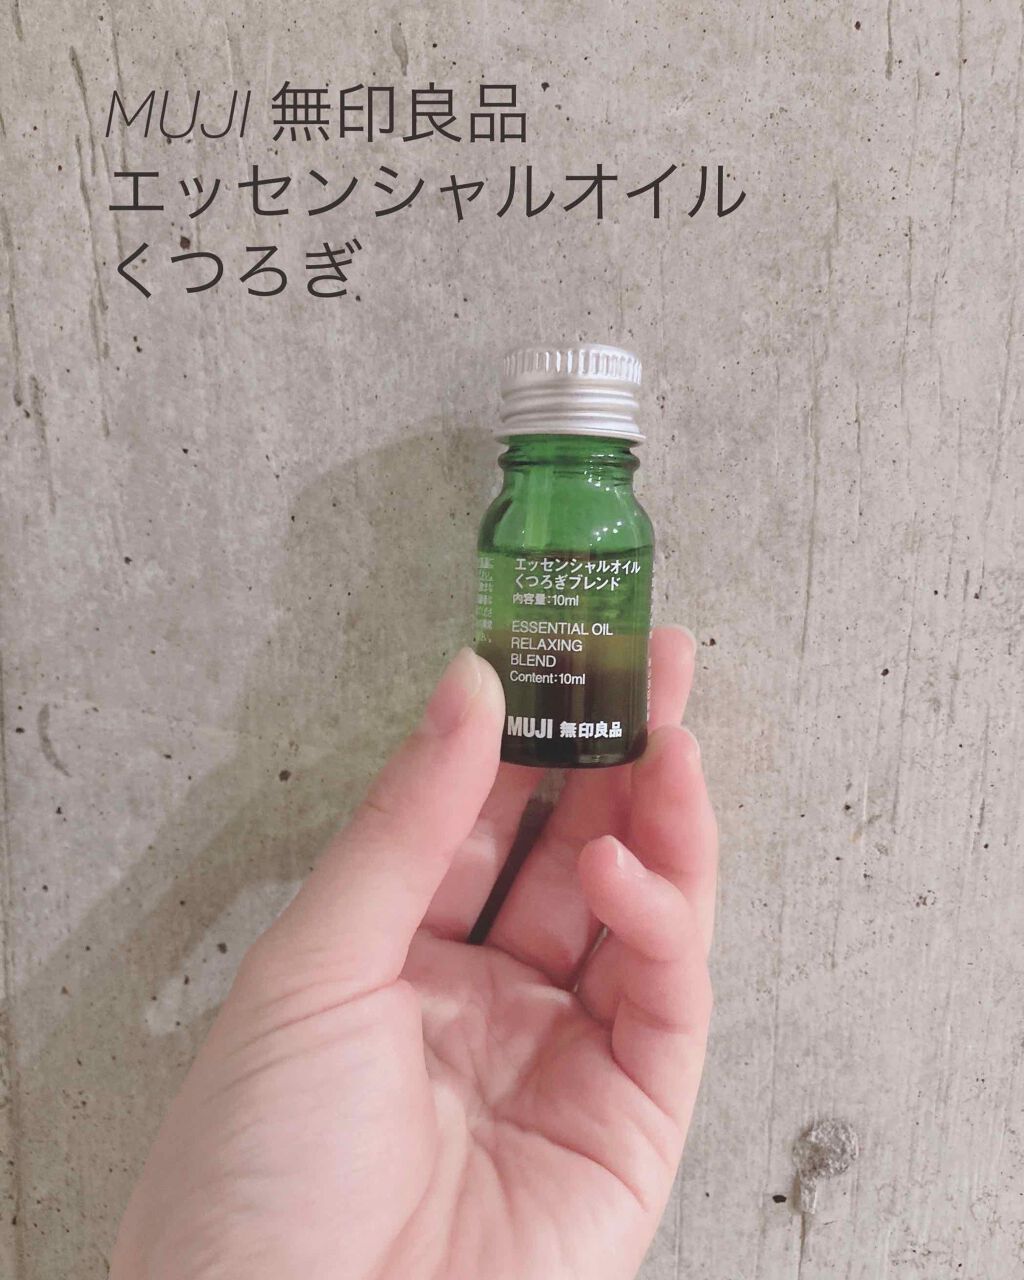 MUJI 無印良品
エッセンシャルオイル
くつろぎ
エッセンシャルオイル
くつろぎブレンド
内容量:10ml
ESSENTIAL OIL
RELAXING
BLEND
Content:10ml
MUJI 無印良品